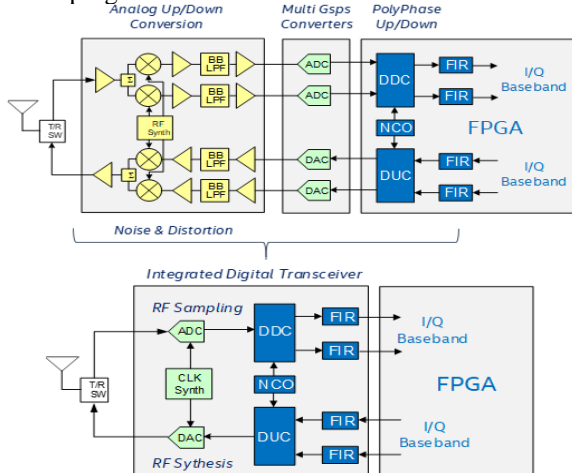 Analog Up/Down
Conversion
Multi Gsps
Converters
PolyPhase
Up/Down
BB
LPF
ADC
DDC
FIR
I/Q
Baseband
BB
LPF
ADC
FIR
T/R
SW
RF
Synth
NCO
FPGA
BB
LPF
DAC
DUC
FIR
I/Q
Baseband
BB
LPF
DAC
FIR
Noise & Distortion
Integrated Digital Transceiver
RF Sampling
ADC
DDC
FIR
I/Q
Baseband
FIR
T/R
SW
CLK
Synth
NCO
FPGA
DAC
DUC
FIR
I/Q
Baseband
FIR
RF Sythesis